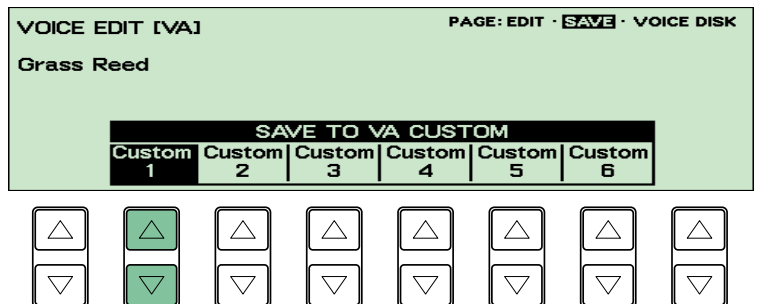 VOICE EDIT [VA]
PAGE: EDIT · SAVE · VOICE DISK
Grass Reed
SAVE TO VA CUSTOM
Custom 1 Custom 2 Custom 3 Custom 4 Custom 5 Custom 6